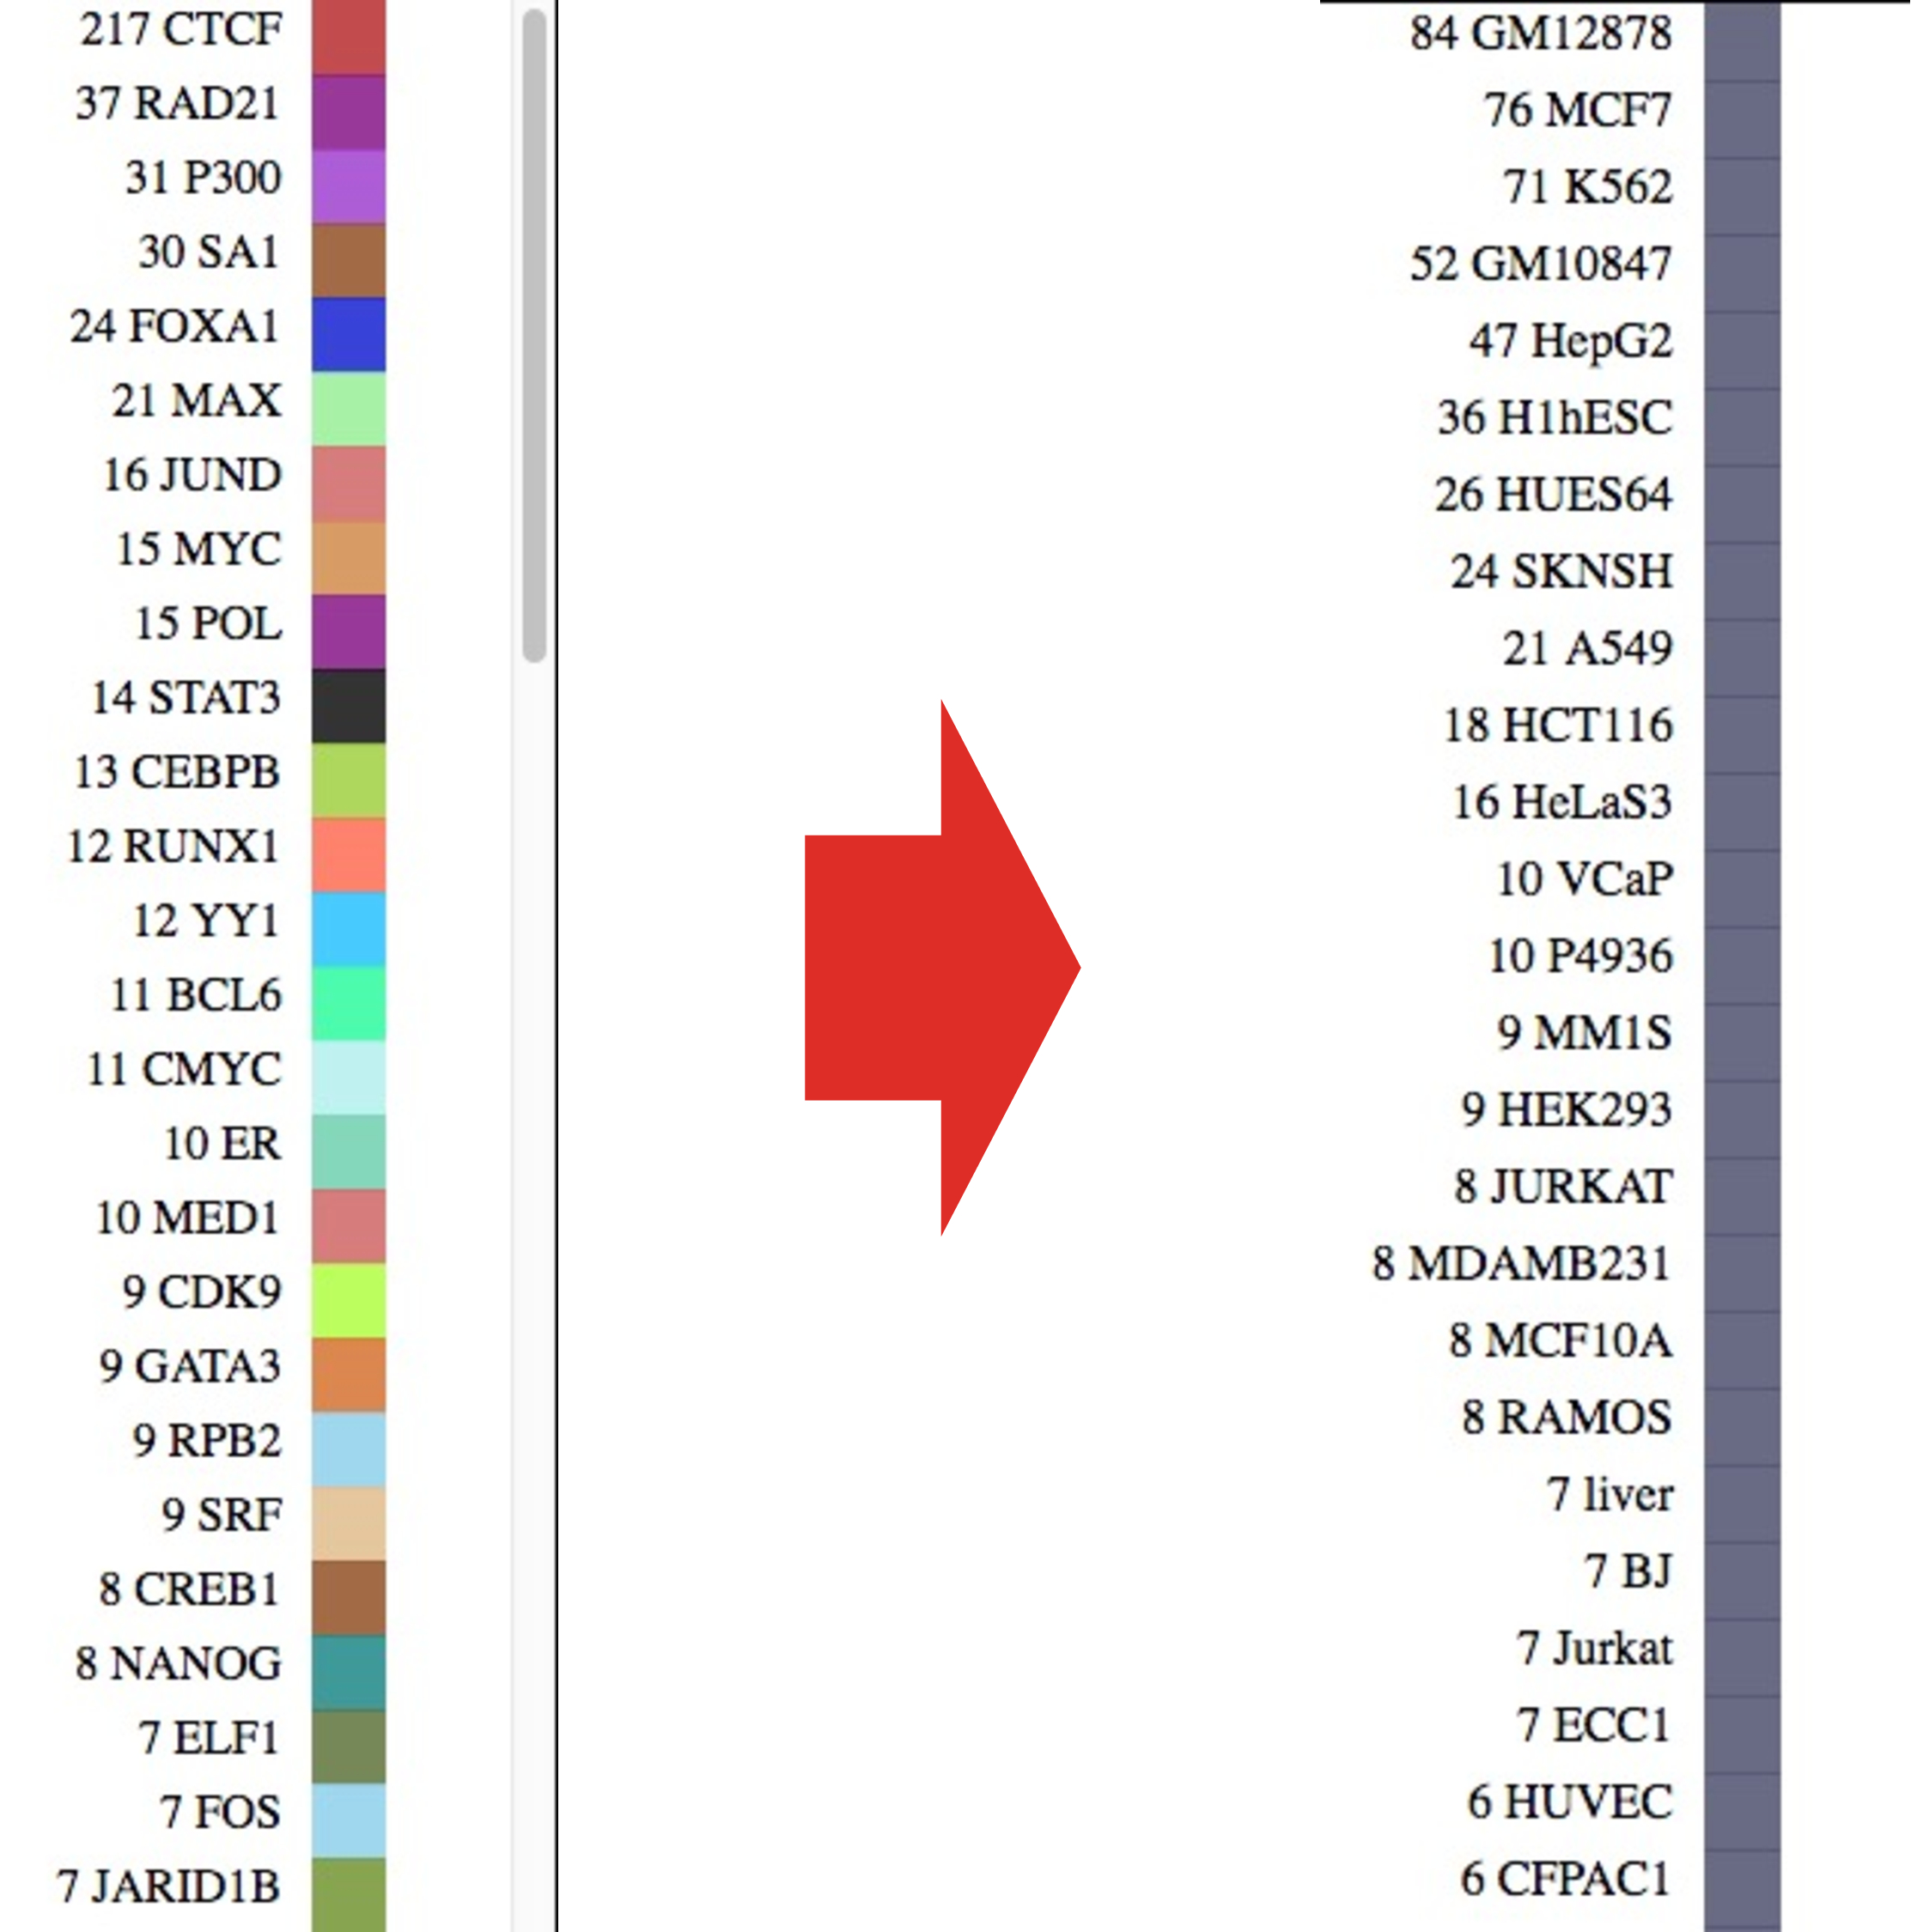 217 CTCF
37 RAD21
31 P300
30 SA1
24 FOXA1
21 MAX
16 JUND
15 MYC
15 POL
14 STAT3
13 CEBPB
12 RUNX1
12 YY1
11 BCL6
11 CMYC
10 ER
10 MED1
9 CDK9
9 GATA3
9 RPB2
9 SRF
8 CREB1
8 NANOG
7 ELF1
7 FOS
7 JARID1B
84 GM12878
76 MCF7
71 K562
52 GM10847
47 HepG2
36 H1hESC
26 HUES64
24 SKNSH
21 A549
18 HCT116
16 HeLaS3
10 VCaP
10 P4936
9 MM1S
9 HEK293
8 JURKAT
8 MDAMB231
8 MCF10A
8 RAMOS
7 liver
7 BJ
7 Jurkat
7 ECC1
6 HUVEC
6 CFPAC1